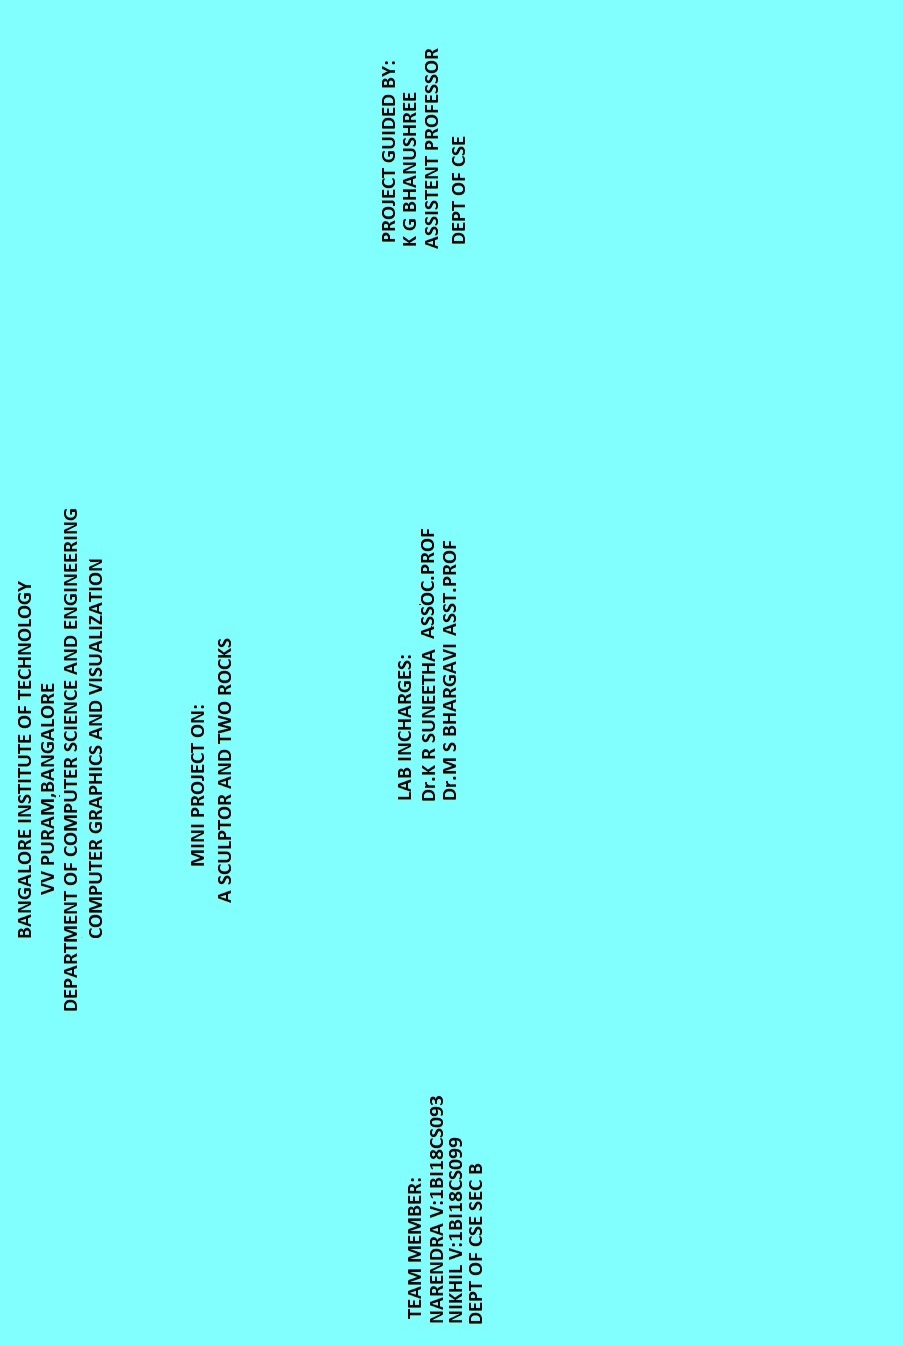 BANGALORE INSTITUTE OF TECHNOLOGY
VV PURAM,BANGALORE
DEPARTMENT OF COMPUTER SCIENCE AND ENGINEERING
COMPUTER GRAPHICS AND VISUALIZATION
MINI PROJECT ON:
A SCULPTOR AND TWO ROCKS
TEAM MEMBER:
NARENDRA V:1BI18CS093
NIKHIL V:1BI18CS099
DEPT OF CSE SEC B
LAB INCHARGES:
Dr.K R SUNEETHA ASSOC.PROF
Dr.M S BHARGAVI ASST.PROF
PROJECT GUIDED BY:
K G BHANUSHREE
ASSISTENT PROFESSOR
DEPT OF CSE